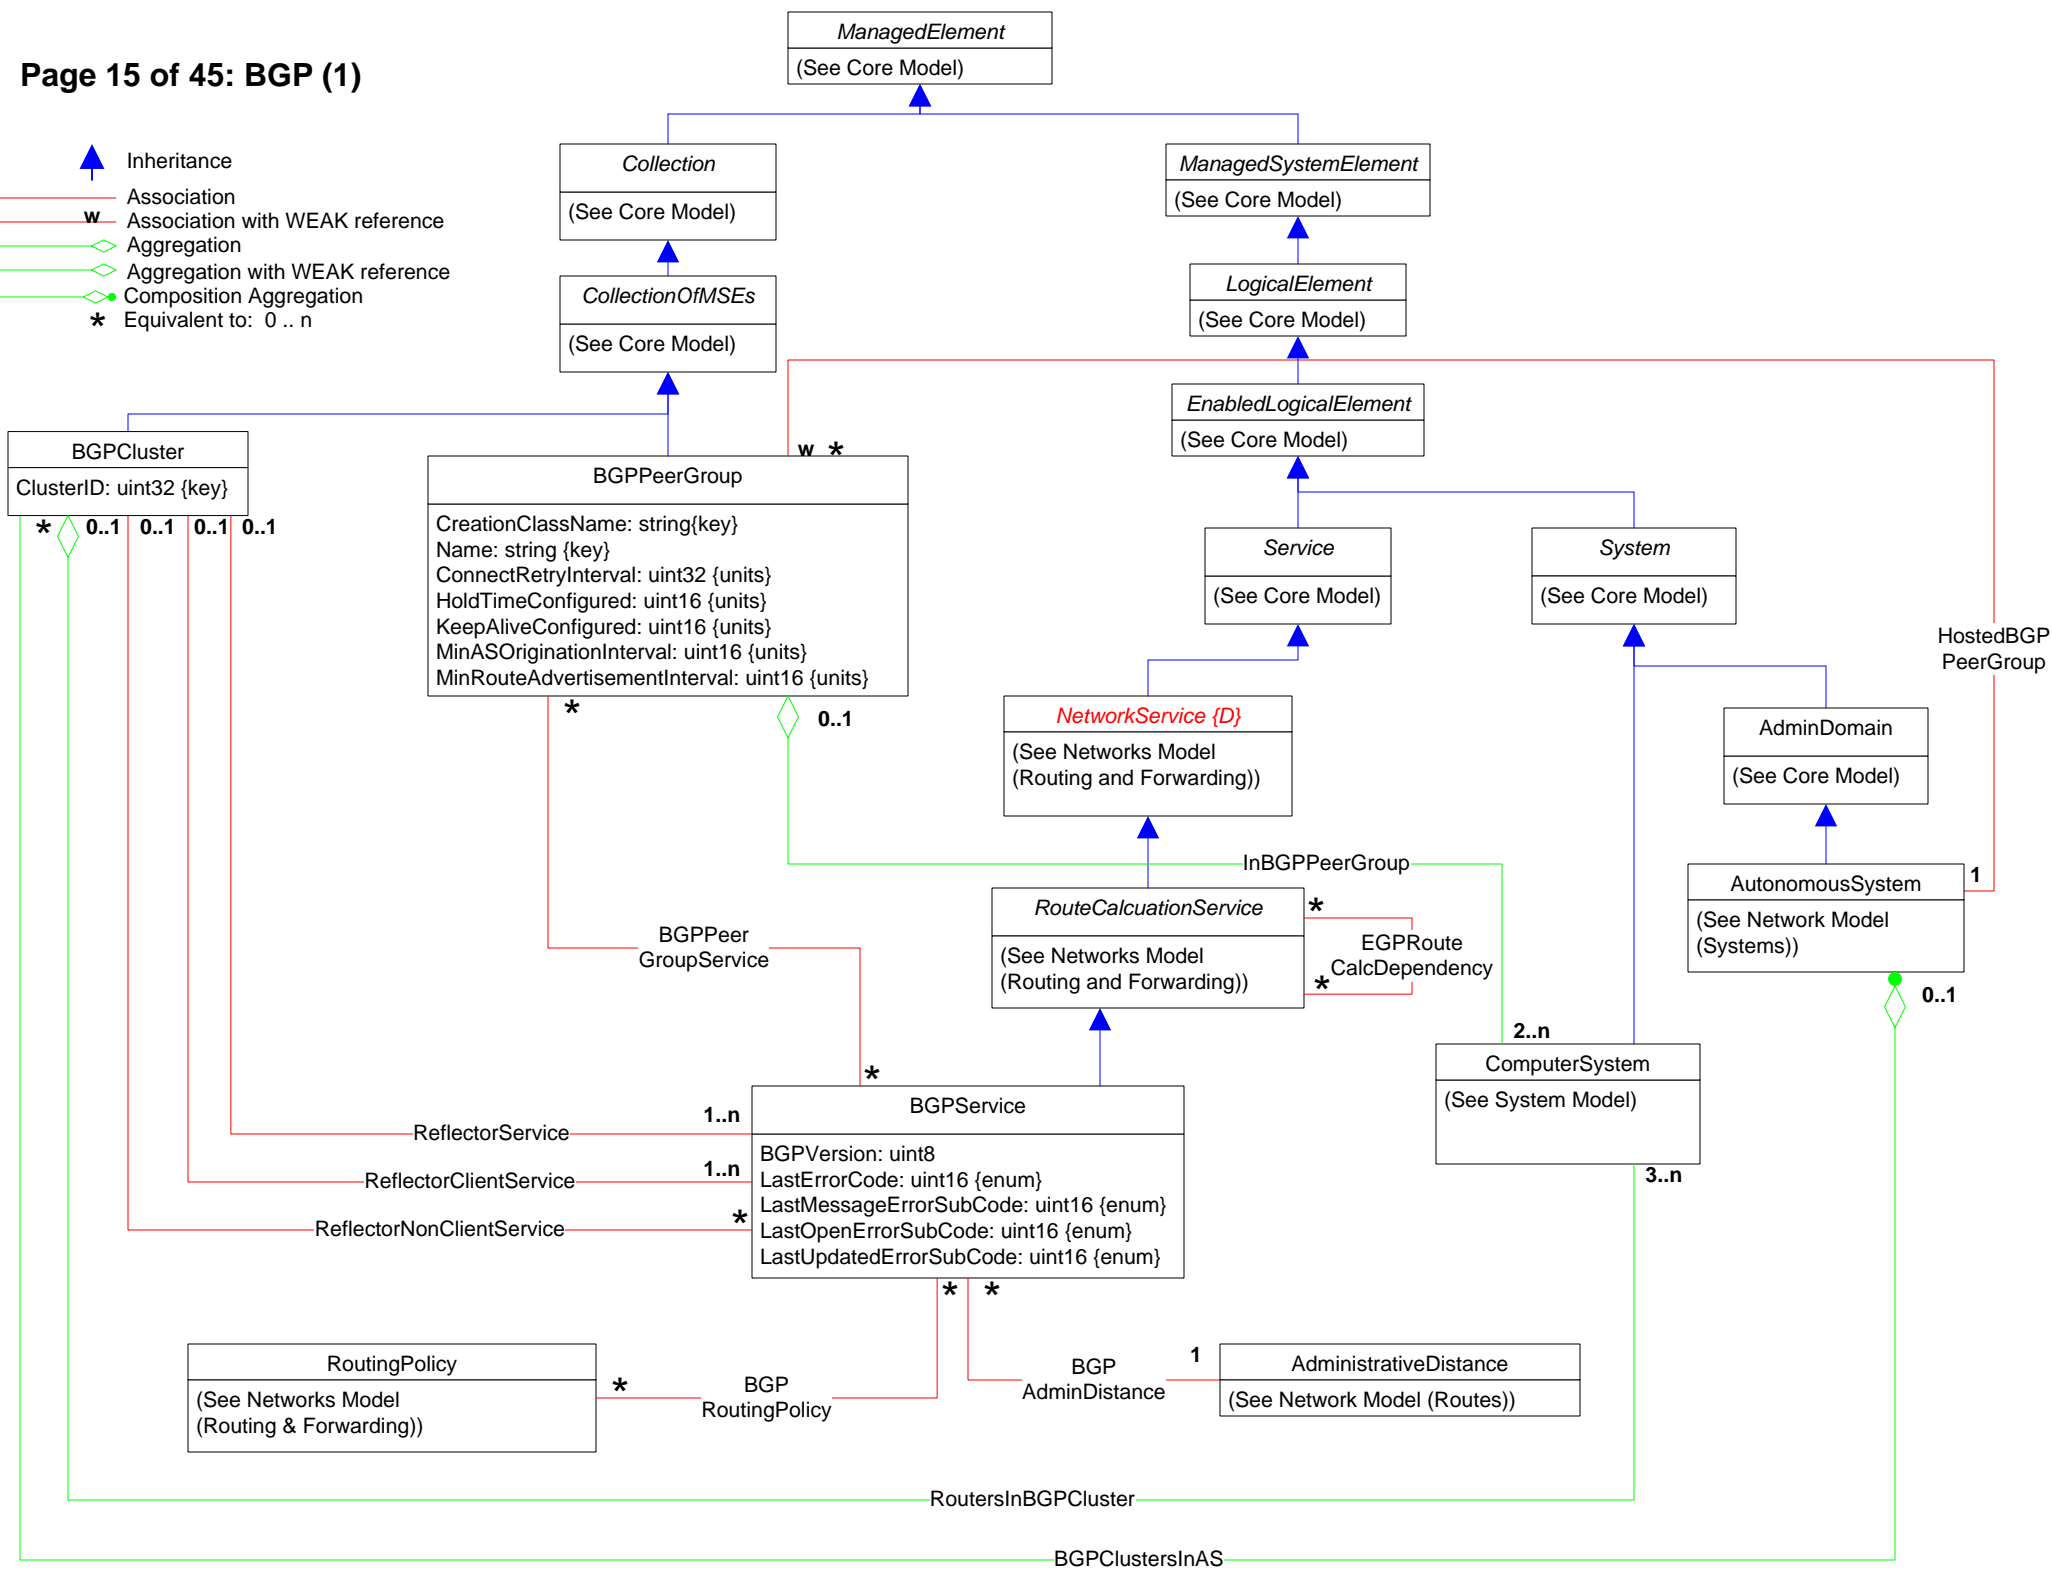 Page 15 of 45: BGP (1)
Inheritance
Association
w
Association with WEAK reference
Aggregation
Aggregation with WEAK reference
Composition Aggregation
* Equivalent to: 0 .. n
ManagedElement
(See Core Model)
Collection
(See Core Model)
ManagedSystemElement
(See Core Model)
CollectionOfMSEs
(See Core Model)
LogicalElement
(See Core Model)
EnabledLogicalElement
(See Core Model)
BGPCluster
ClusterID: uint32 {key}
* 0..1 0..1 0..1 0..1
w *
BGPPeerGroup
CreationClassName: string{key}
Name: string {key}
ConnectRetryInterval: uint32 {units}
HoldTimeConfigured: uint16 {units}
KeepAliveConfigured: uint16 {units}
MinASOriginationInterval: uint16 {units}
MinRouteAdvertisementInterval: uint16 {units}
*
0..1
Service
(See Core Model)
System
(See Core Model)
HostedBGP
PeerGroup
NetworkService {D}
(See Networks Model
(Routing and Forwarding))
AdminDomain
(See Core Model)
InBGPPeerGroup
AutonomousSystem
(See Network Model
(Systems))
1
0..1
RouteCalcuationService
(See Networks Model
(Routing and Forwarding))
*
EGPRoute
CalcDependency
*
BGPPeer
GroupService
*
2..n
ComputerSystem
(See System Model)
3..n
BGPService
BGPVersion: uint8
LastErrorCode: uint16 {enum}
LastMessageErrorSubCode: uint16 {enum}
LastOpenErrorSubCode: uint16 {enum}
LastUpdatedErrorSubCode: uint16 {enum}
ReflectorService
1..n
ReflectorClientService
1..n
ReflectorNonClientService
*
* *
RoutingPolicy
(See Networks Model
(Routing & Forwarding))
*
BGP
RoutingPolicy
BGP
AdminDistance
1
AdministrativeDistance
(See Network Model (Routes))
RoutersInBGPCluster
BGPClustersInAS